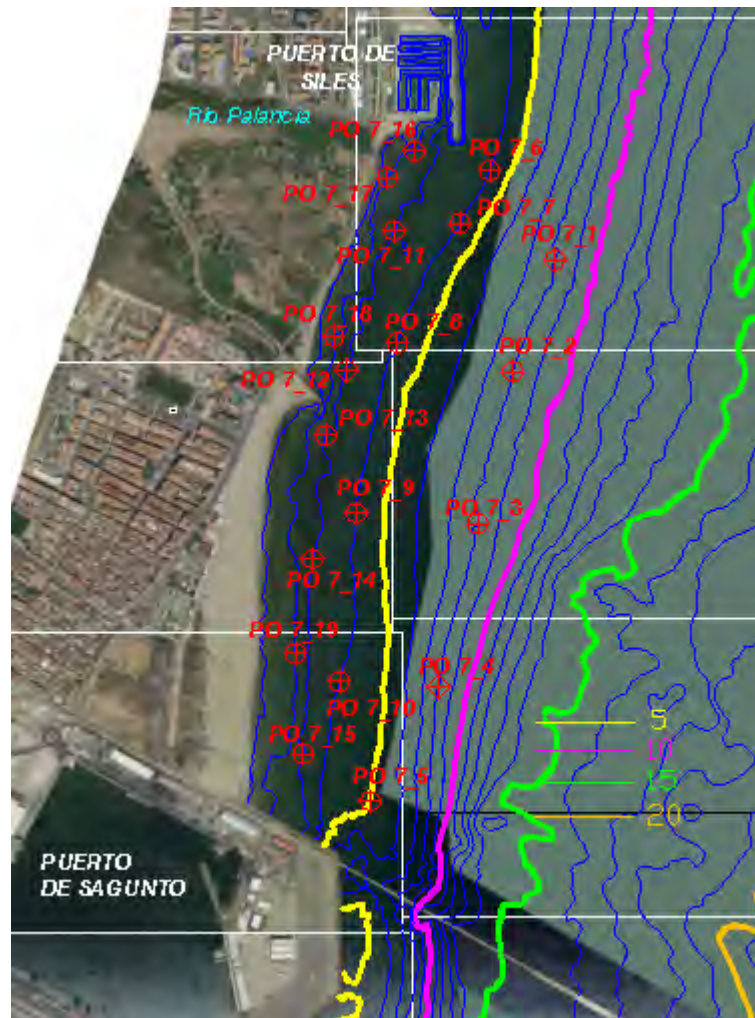 PUERTO DE
SILES
Rio Palancia
PO 7_16
PO 7_6
PO 7_17
PO 7_7
PO 7_1
PO 7_11
PO 7_18
PO 7_8
PO 7_2
PO 7_12
PO 7_13
PO 7_9
PO 7_3
PO 7_14
PO 7_19
PO 7_4
PO 7_10
5
10
PO 7_15
15
PO 7_5
20
PUERTO
DE SAGUNTO